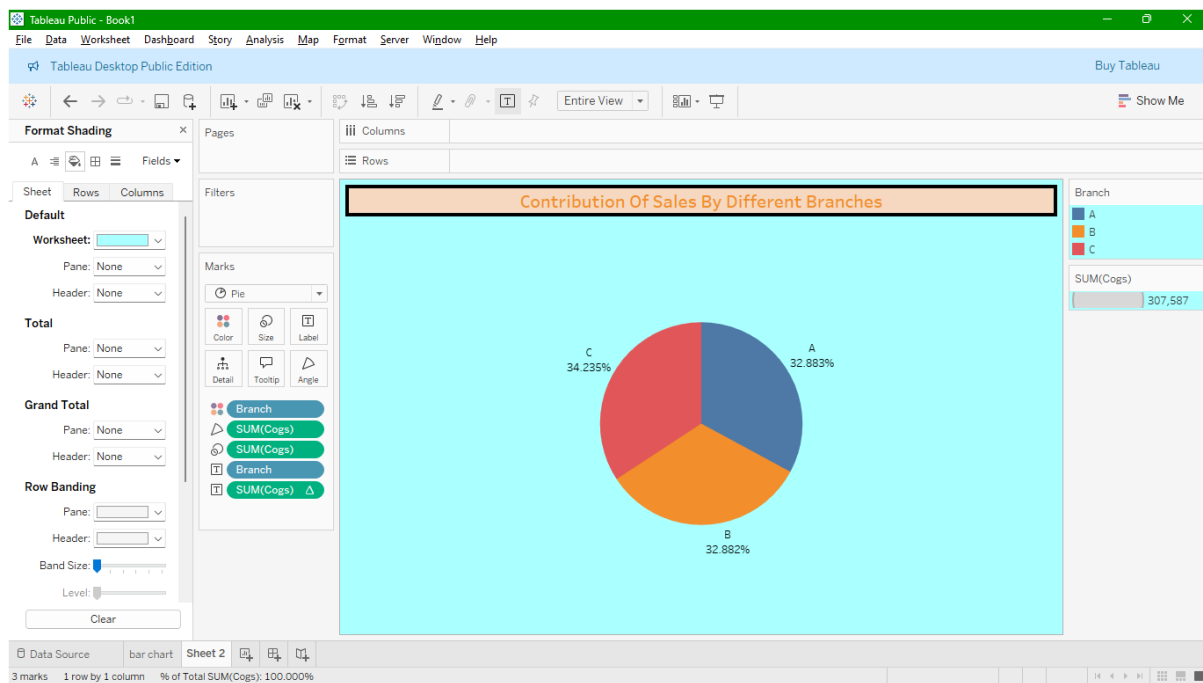 Tableau Public - Book1
File Data Worksheet Dashboard Story Analysis Map Format Server Window Help
Tableau Desktop Public Edition Buy Tableau
Entire View Show Me
Format Shading
Fields
Sheet Rows Columns
Default
Worksheet:
Pane: None
Header: None
Total
Pane: None
Header: None
Grand Total
Pane: None
Header: None
Row Banding
Pane:
Header:
Band Size:
Level:
Clear
Pages
Filters
Marks
Pie
Color Size Label
Detail Tooltip Angle
Branch
SUM(Cogs)
SUM(Cogs)
Branch
SUM(Cogs)
Columns
Rows
Contribution Of Sales By Different Branches
C
34.235%
A
32.883%
B
32.882%
Branch
A
B
C
SUM(Cogs)
307,587
Data Source bar chart Sheet 2
3 marks 1 row by 1 column % of Total SUM(Cogs): 100.000%